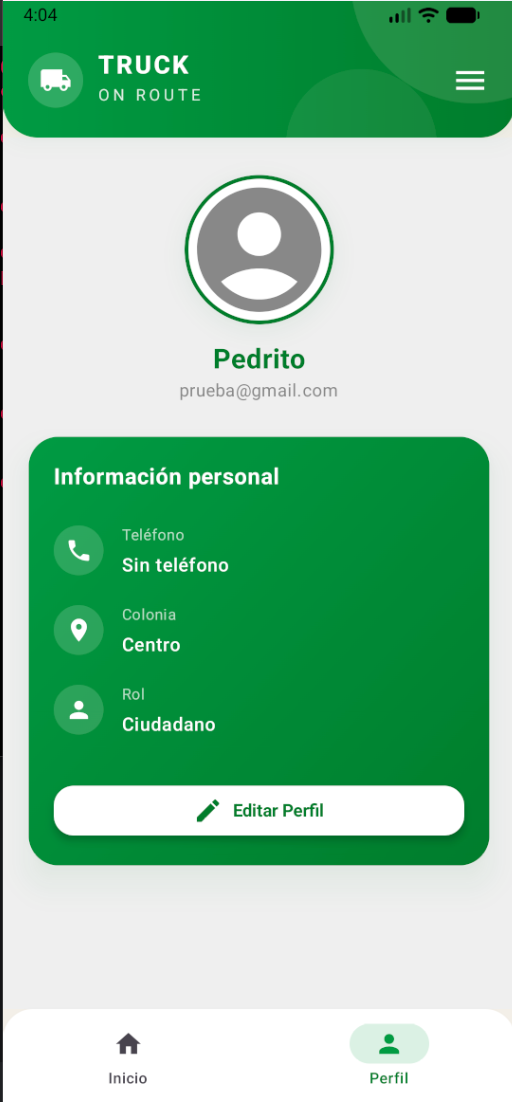 4:04
TRUCK
ON ROUTE
Pedrito
prueba@gmail.com
Información personal
Teléfono
Sin teléfono
Colonia
Centro
Rol
Ciudadano
Editar Perfil
Inicio
Perfil